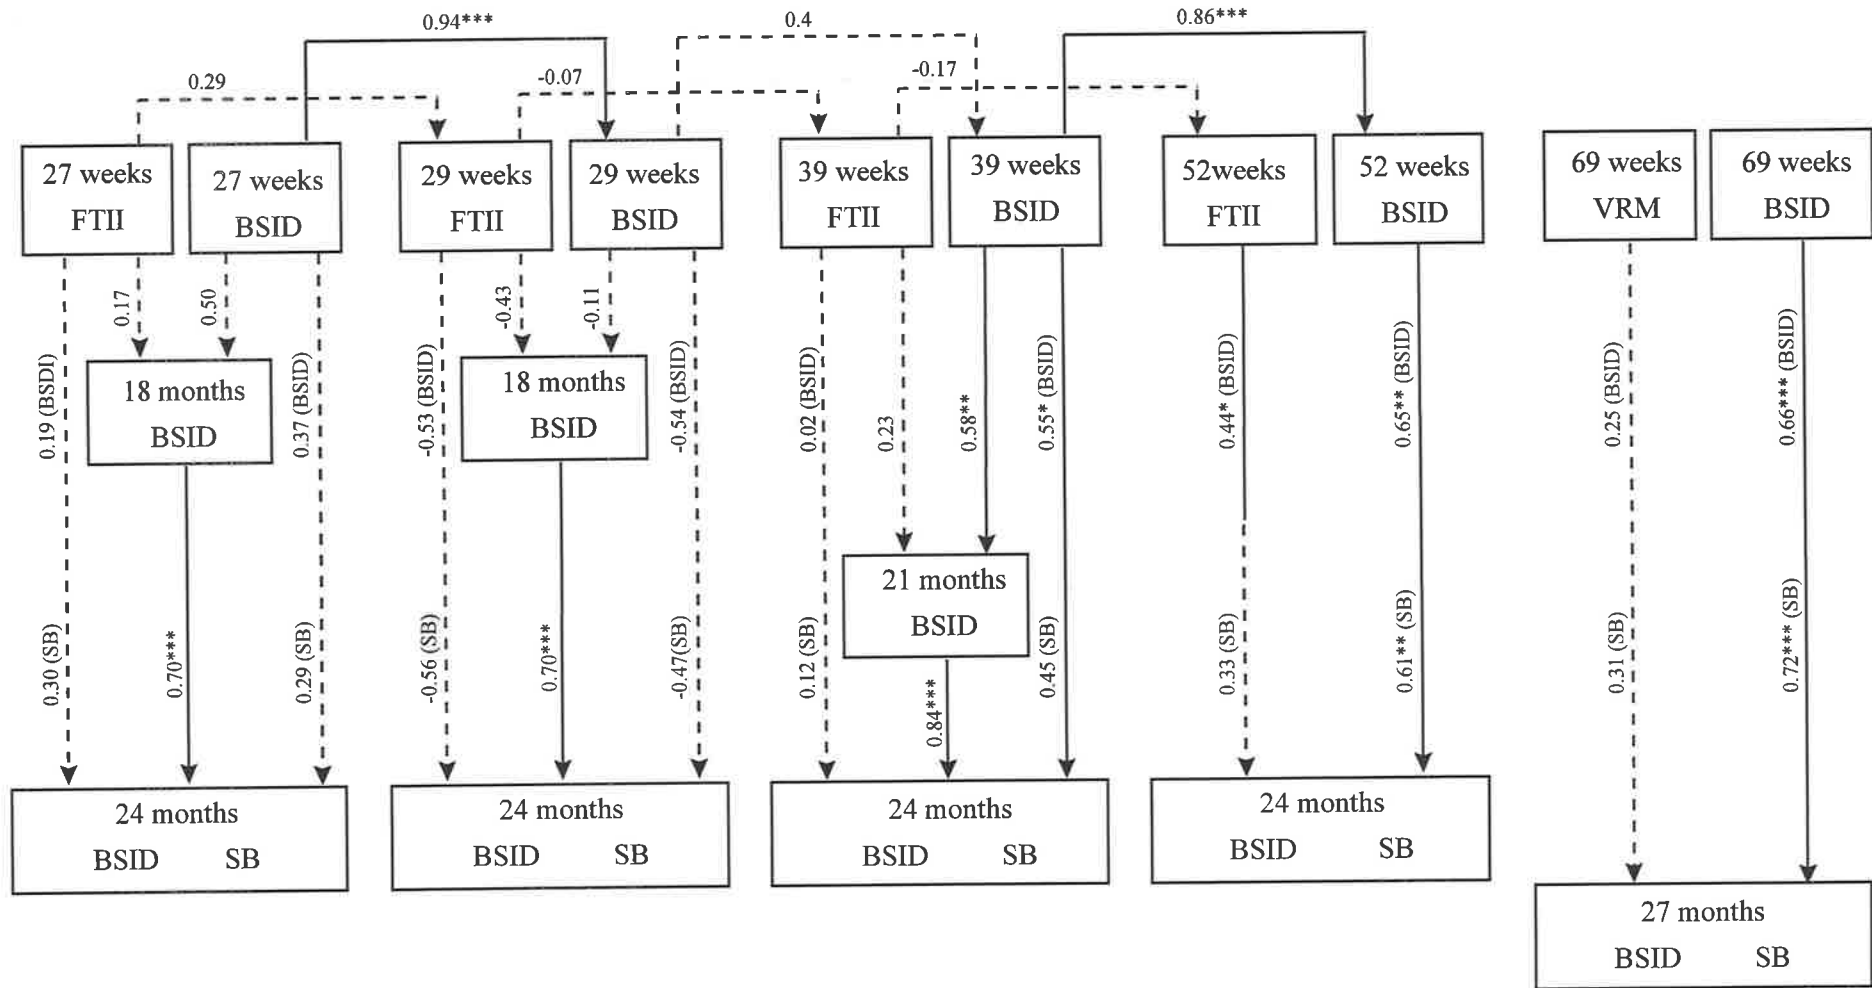 0.94***
0.4
0.86***
0.29
-0.07
-0.17
27 weeks
FTII
27 weeks
BSID
29 weeks
FTII
29 weeks
BSID
39 weeks
FTII
39 weeks
BSID
52weeks
FTII
52 weeks
BSID
69 weeks
VRM
69 weeks
BSID
0.19 (BSDI)
0.17
0.50
0.37 (BSID)
-0.53 (BSID)
-0.43
-0.11
-0.54 (BSID)
0.02 (BSID)
0.23
0.58**
0.55* (BSID)
0.44* (BSID)
0.65** (BSID)
0.25 (BSID)
0.66*** (BSID)
18 months
BSID
18 months
BSID
21 months
BSID
0.30 (SB)
0.70***
0.29 (SB)
-0.56 (SB)
0.70***
-0.47(SB)
0.12 (SB)
0.84***
0.45 (SB)
0.33 (SB)
0.61** (SB)
0.31 (SB)
0.72*** (SB)
24 months
BSID SB
24 months
BSID SB
24 months
BSID SB
24 months
BSID SB
27 months
BSID SB